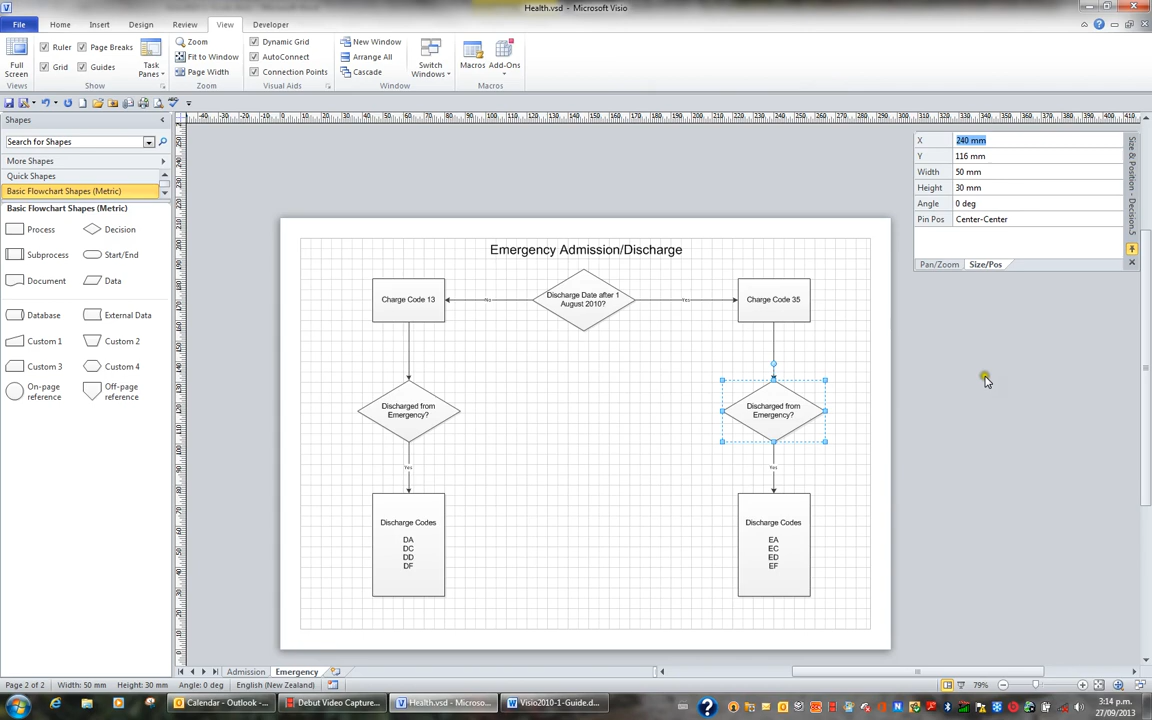 Health.vsd - Microsoft Visio
File Home Insert Design Review View Developer
Full Screen
Ruler Page Breaks
Grid Guides
Task Panes
Zoom
Fit to Window
Page Width
Dynamic Grid
AutoConnect
Connection Points
New Window
Arrange All
Cascade
Switch Windows
Macros Add-Ons
Views Show Zoom Visual Aids Window Macros
Shapes
Search for Shapes
More Shapes
Quick Shapes
Basic Flowchart Shapes (Metric)
Basic Flowchart Shapes (Metric)
Process Decision
Subprocess Start/End
Document Data
Database External Data
Custom 1 Custom 2
Custom 3 Custom 4
On-page reference Off-page reference
X 240 mm
Y 116 mm
Width 50 mm
Height 30 mm
Angle 0 deg
Pin Pos Center-Center
Pan/Zoom Size/Pos
Size & Position - Decision.5
Emergency Admission/Discharge
Charge Code 13
No
Discharge Date after 1
August 2010?
Yes
Charge Code 35
Discharged from
Emergency?
Discharged from
Emergency?
Yes
Yes
Discharge Codes
DA
DC
DD
DF
Discharge Codes
EA
EC
ED
EF
Admission Emergency
Page 2 of 2 Width: 50 mm Height: 30 mm Angle: 0 deg English (New Zealand) 79%
Calendar - Outlook -... Debut Video Capture... Health.vsd - Microso... Visio2010-1-Guide.d...
3:14 p.m.
27/09/2013